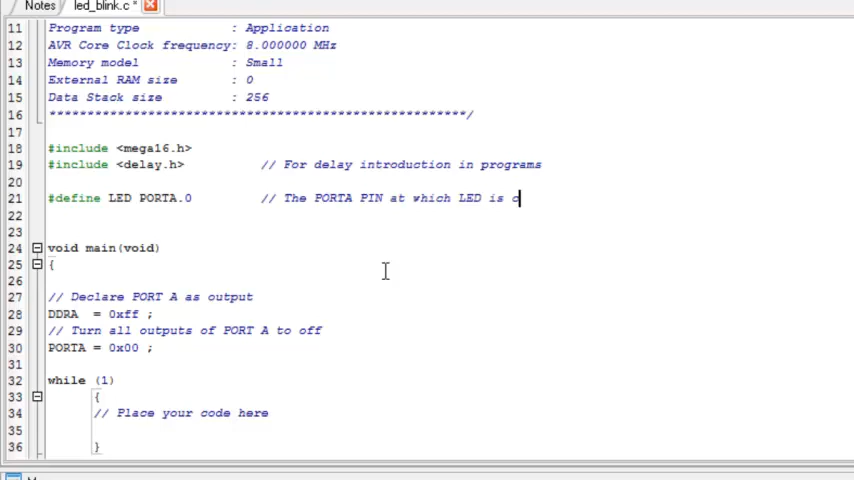 Notes led_blink.c *
11 Program type : Application
12 AVR Core Clock frequency: 8.000000 MHz
13 Memory model : Small
14 External RAM size : 0
15 Data Stack size : 256
16 *******************************************************/
17
18 #include <mega16.h>
19 #include <delay.h> // For delay introduction in programs
20
21 #define LED PORTA.0 // The PORTA PIN at which LED is c
22
23
24 void main(void)
25 {
26
27 // Declare PORT A as output
28 DDRA = 0xff ;
29 // Turn all outputs of PORT A to off
30 PORTA = 0x00 ;
31
32 while (1)
33 {
34 // Place your code here
35
36 }